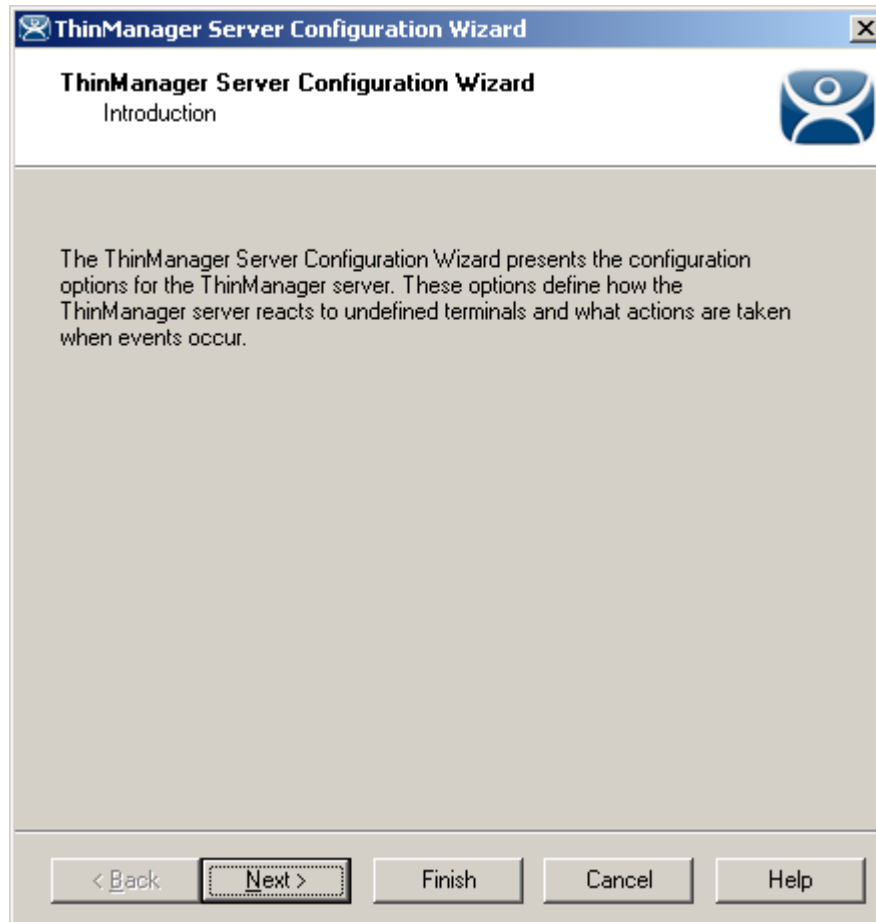 ThinManager Server Configuration Wizard
ThinManager Server Configuration Wizard
Introduction
The ThinManager Server Configuration Wizard presents the configuration
options for the ThinManager server. These options define how the
ThinManager server reacts to undefined terminals and what actions are taken
when events occur.
< Back Next > Finish Cancel Help